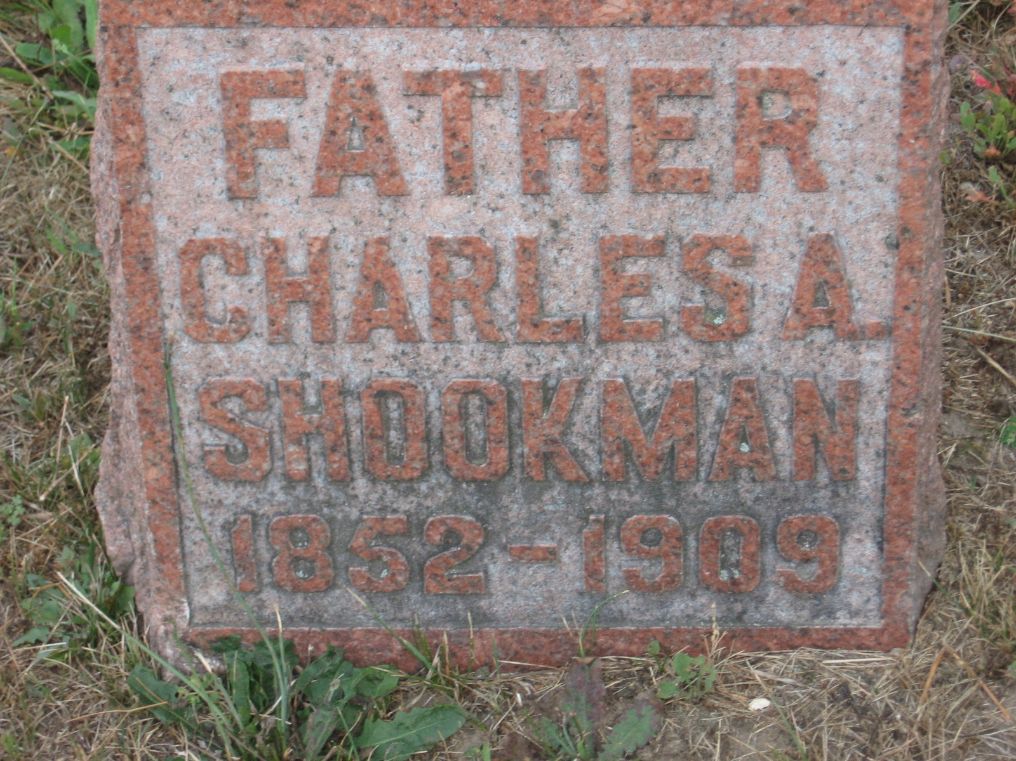 FATHER
CHARLES A.
SHOOKMAN
1852-1909